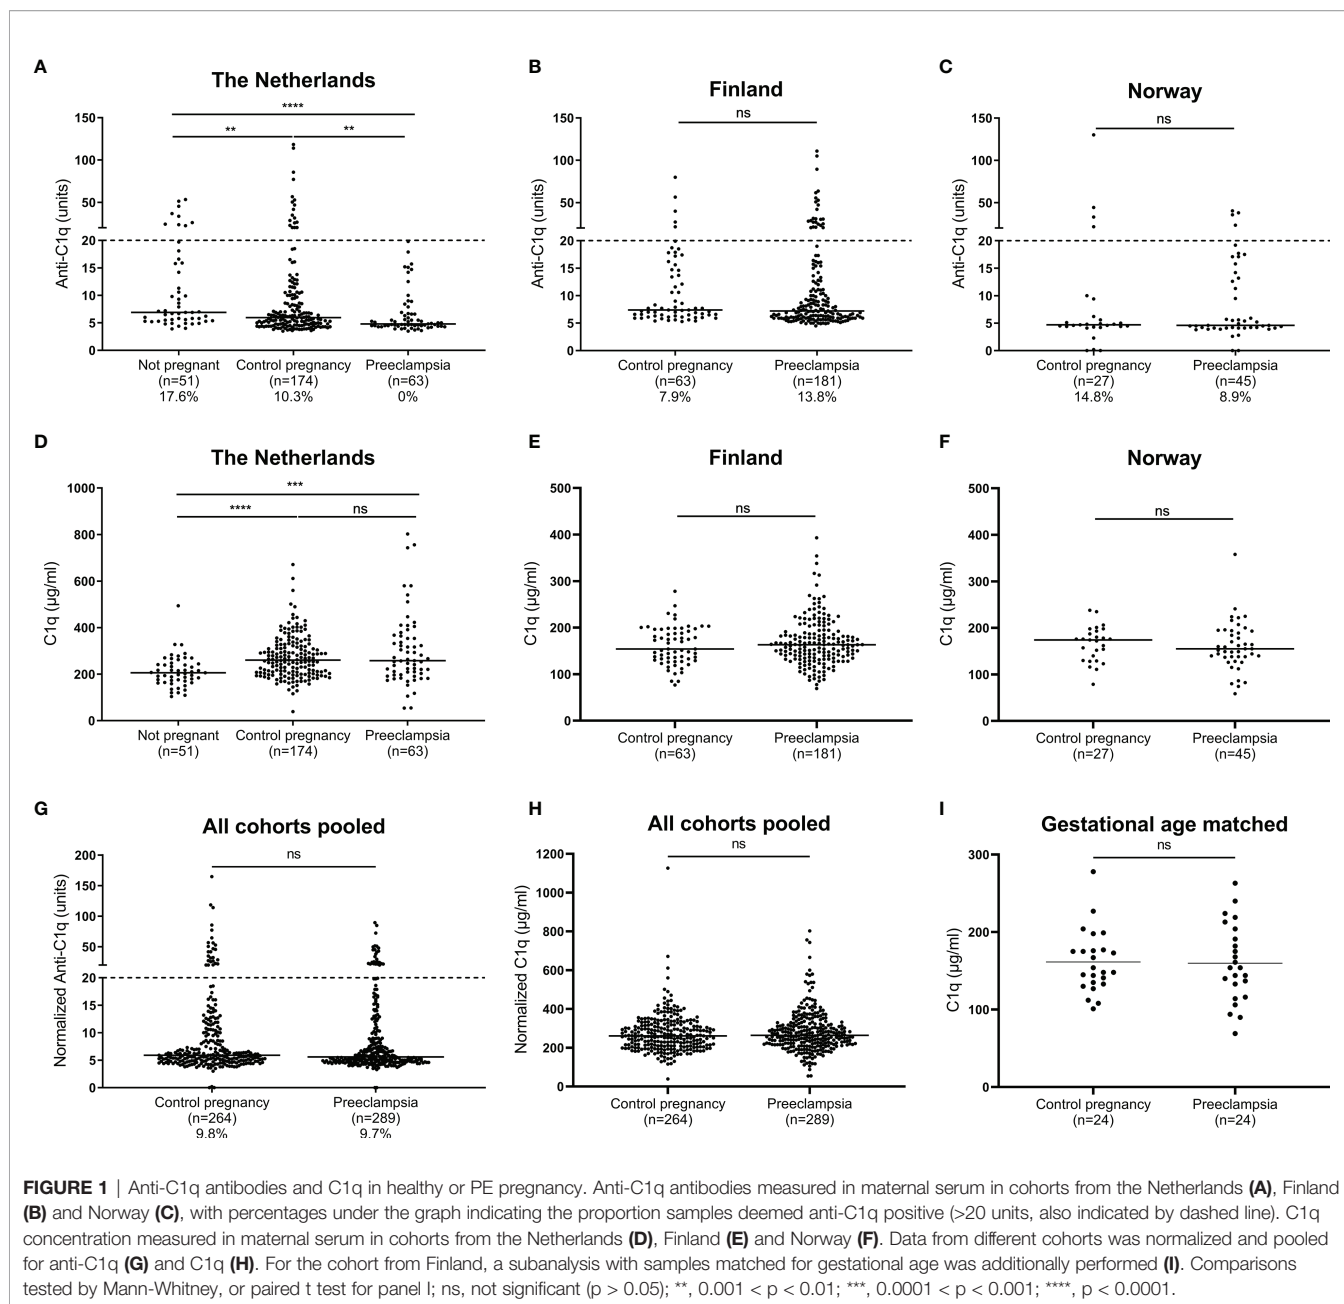 A
The Netherlands
****
**
**
150
100
50
20
15
10
5
0
Anti-C1q (units)
Not pregnant
(n=51)
17.6%
Control pregnancy
(n=174)
10.3%
Preeclampsia
(n=63)
0%
B
Finland
ns
150
100
50
20
15
10
5
0
Anti-C1q (units)
Control pregnancy
(n=63)
7.9%
Preeclampsia
(n=181)
13.8%
C
Norway
ns
150
100
50
20
15
10
5
0
Anti-C1q (units)
Control pregnancy
(n=27)
14.8%
Preeclampsia
(n=45)
8.9%
D
The Netherlands
***
****
ns
1000
800
600
400
200
0
C1q (µg/ml)
Not pregnant
(n=51)
Control pregnancy
(n=174)
Preeclampsia
(n=63)
E
Finland
ns
500
400
300
200
100
0
C1q (µg/ml)
Control pregnancy
(n=63)
Preeclampsia
(n=181)
F
Norway
ns
500
400
300
200
100
0
C1q (µg/ml)
Control pregnancy
(n=27)
Preeclampsia
(n=45)
G
All cohorts pooled
ns
200
150
100
50
20
15
10
5
0
Normalized Anti-C1q (units)
Control pregnancy
(n=264)
9.8%
Preeclampsia
(n=289)
9.7%
H
All cohorts pooled
ns
1200
1000
800
600
400
200
0
Normalized C1q (µg/ml)
Control pregnancy
(n=264)
Preeclampsia
(n=289)
I
Gestational age matched
ns
300
200
100
0
C1q (µg/ml)
Control pregnancy
(n=24)
Preeclampsia
(n=24)
FIGURE 1 | Anti-C1q antibodies and C1q in healthy or PE pregnancy. Anti-C1q antibodies measured in maternal serum in cohorts from the Netherlands (A), Finland
(B) and Norway (C), with percentages under the graph indicating the proportion samples deemed anti-C1q positive (>20 units, also indicated by dashed line). C1q
concentration measured in maternal serum in cohorts from the Netherlands (D), Finland (E) and Norway (F). Data from different cohorts was normalized and pooled
for anti-C1q (G) and C1q (H). For the cohort from Finland, a subanalysis with samples matched for gestational age was additionally performed (I). Comparisons
tested by Mann-Whitney, or paired t test for panel I; ns, not significant (p > 0.05); **, 0.001 < p < 0.01; ***, 0.0001 < p < 0.001; ****, p < 0.0001.